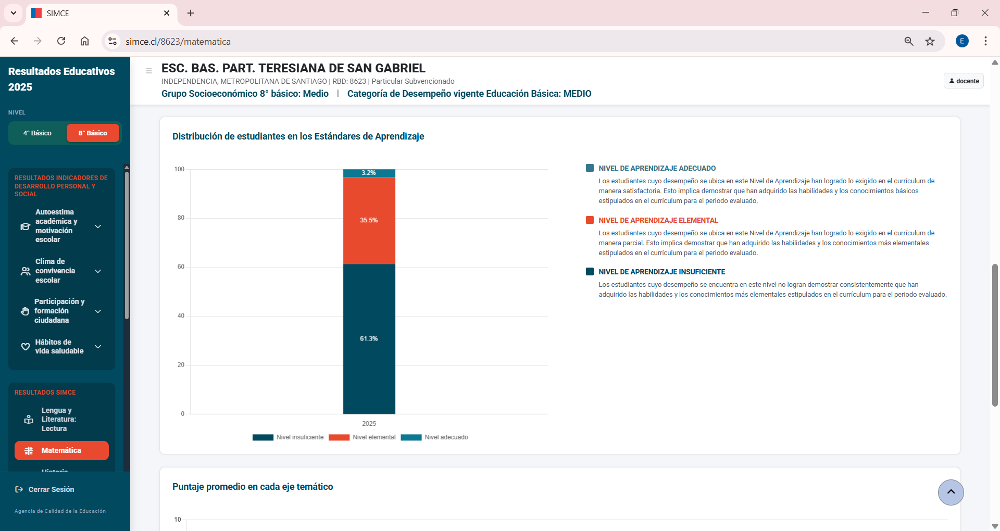 SIMCE
simce.cl/8623/matematica
E
Resultados Educativos
2025
NIVEL
4° Básico
8° Básico
RESULTADOS INDICADORES DE
DESARROLLO PERSONAL Y
SOCIAL
Autoestima
académica y
motivación
escolar
Clima de
convivencia
escolar
Participación y
formación
ciudadana
Hábitos de
vida saludable
RESULTADOS SIMCE
Lengua y
Literatura:
Lectura
Matemática
Cerrar Sesión
Agencia de Calidad de la Educación
ESC. BAS. PART. TERESIANA DE SAN GABRIEL
INDEPENDENCIA, METROPOLITANA DE SANTIAGO | RBD: 8623 | Particular Subvencionado
Grupo Socioeconómico 8° básico: Medio | Categoría de Desempeño vigente Educación Básica: MEDIO
docente
Distribución de estudiantes en los Estándares de Aprendizaje
100
80
60
40
20
0
3.2%
35.5%
61.3%
2025
Nivel insuficiente
Nivel elemental
Nivel adecuado
NIVEL DE APRENDIZAJE ADECUADO
Los estudiantes cuyo desempeño se ubica en este Nivel de Aprendizaje han logrado lo exigido en el currículum de
manera satisfactoria. Esto implica demostrar que han adquirido las habilidades y los conocimientos básicos
estipulados en el currículum para el periodo evaluado.
NIVEL DE APRENDIZAJE ELEMENTAL
Los estudiantes cuyo desempeño se ubica en este Nivel de Aprendizaje han logrado lo exigido en el currículum de
manera parcial. Esto implica demostrar que han adquirido las habilidades y los conocimientos más elementales
estipulados en el currículum para el periodo evaluado.
NIVEL DE APRENDIZAJE INSUFICIENTE
Los estudiantes cuyo desempeño se encuentra en este nivel no logran demostrar consistentemente que han
adquirido las habilidades y los conocimientos más elementales estipulados en el currículum para el periodo evaluado.
Puntaje promedio en cada eje temático
10